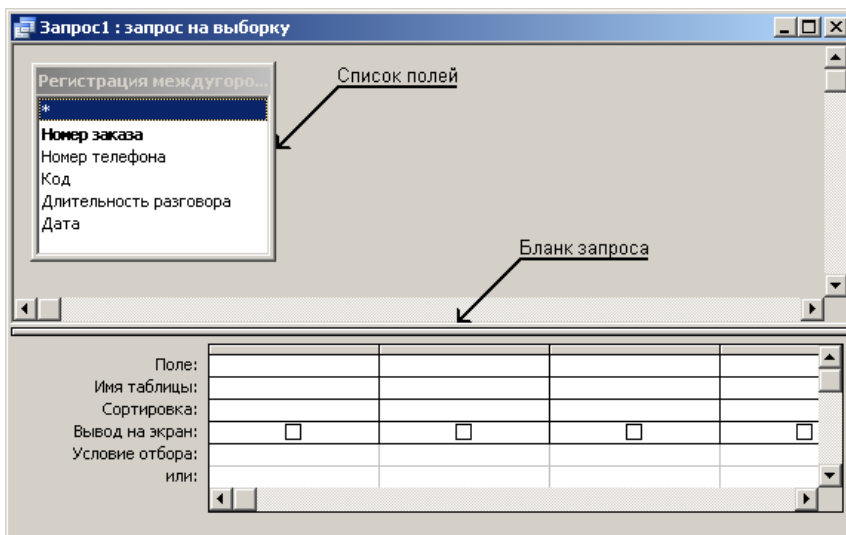 Запрос1 : запрос на выборку
Список полей
Регистрация междугоро...
*
Номер заказа
Номер телефона
Код
Длительность разговора
Дата
Бланк запроса
Поле:
Имя таблицы:
Сортировка:
Вывод на экран:
Условие отбора:
или: